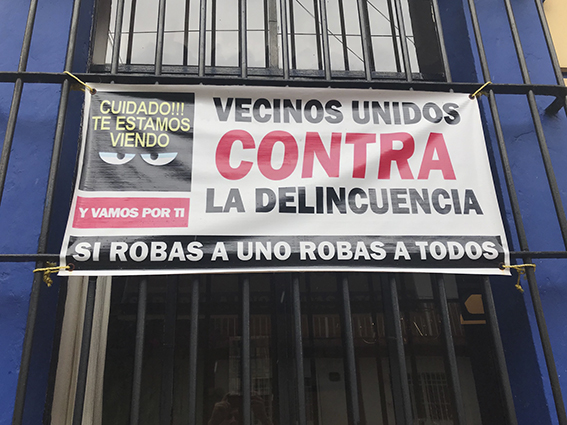 CUIDADO!!!
TE ESTAMOS
VIENDO
Y VAMOS POR TI
VECINOS UNIDOS
CONTRA
LA DELINCUENCIA
SI ROBAS A UNO ROBAS A TODOS